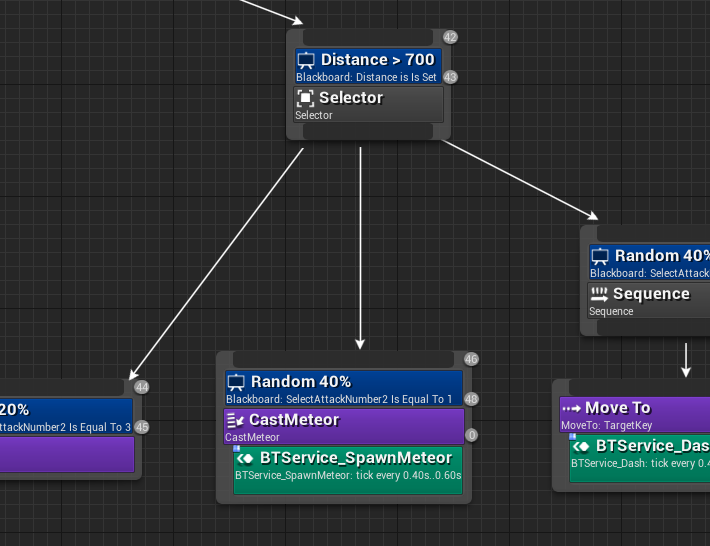 42
Distance > 700
Blackboard: Distance is Is Set
43
Selector
Selector
Random 40%
Blackboard: SelectAttack
Sequence
Sequence
44
20%
ttackNumber2 Is Equal To 3
45
46
Random 40%
Blackboard: SelectAttackNumber2 Is Equal To 1
48
CastMeteor
CastMeteor
0
BTService_SpawnMeteor
BTService_SpawnMeteor: tick every 0.40s..0.60s
Move To
MoveTo: TargetKey
BTService_Das
BTService_Dash: tick every 0.4